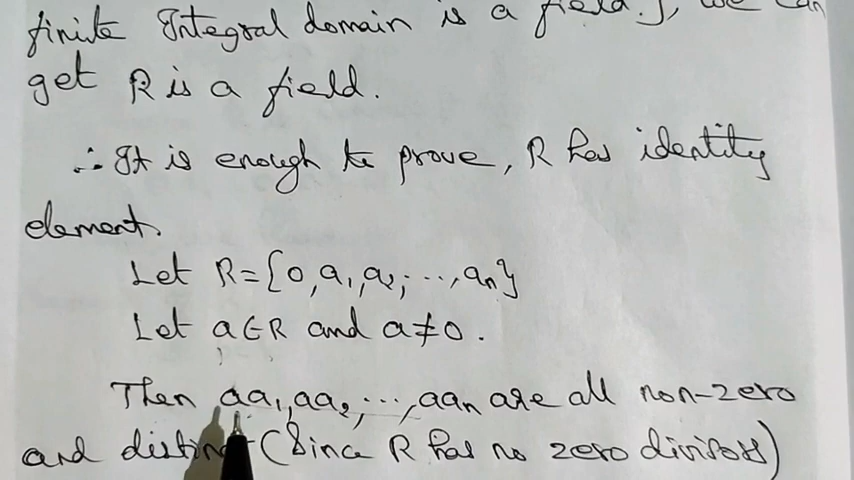 finite Integral domain is a field.], we can
get R is a field.
∴ It is enough to prove, R has identity
element.
Let R={0,a₁,a₂,⋯,aₙ}
Let a∈R and a≠0.
Then aa₁,aa₂,⋯,aaₙ are all non-zero
and distinct (Since R has no zero divisors)